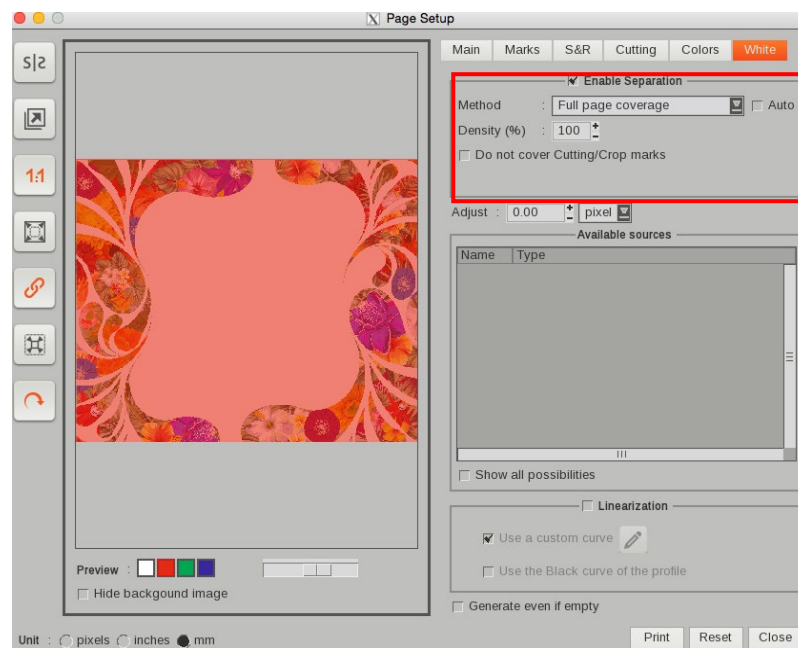 X Page Setup
Main Marks S&R Cutting Colors White
S|S
Enable Separation
Method : Full page coverage Auto
Density (%) : 100
Do not cover Cutting/Crop marks
1:1
Adjust : 0.00 pixel
Available sources
Name Type
Show all possibilities
Linearization
Use a custom curve
Use the Black curve of the profile
Preview :
Hide backgound image
Generate even if empty
Unit : pixels inches mm
Print Reset Close